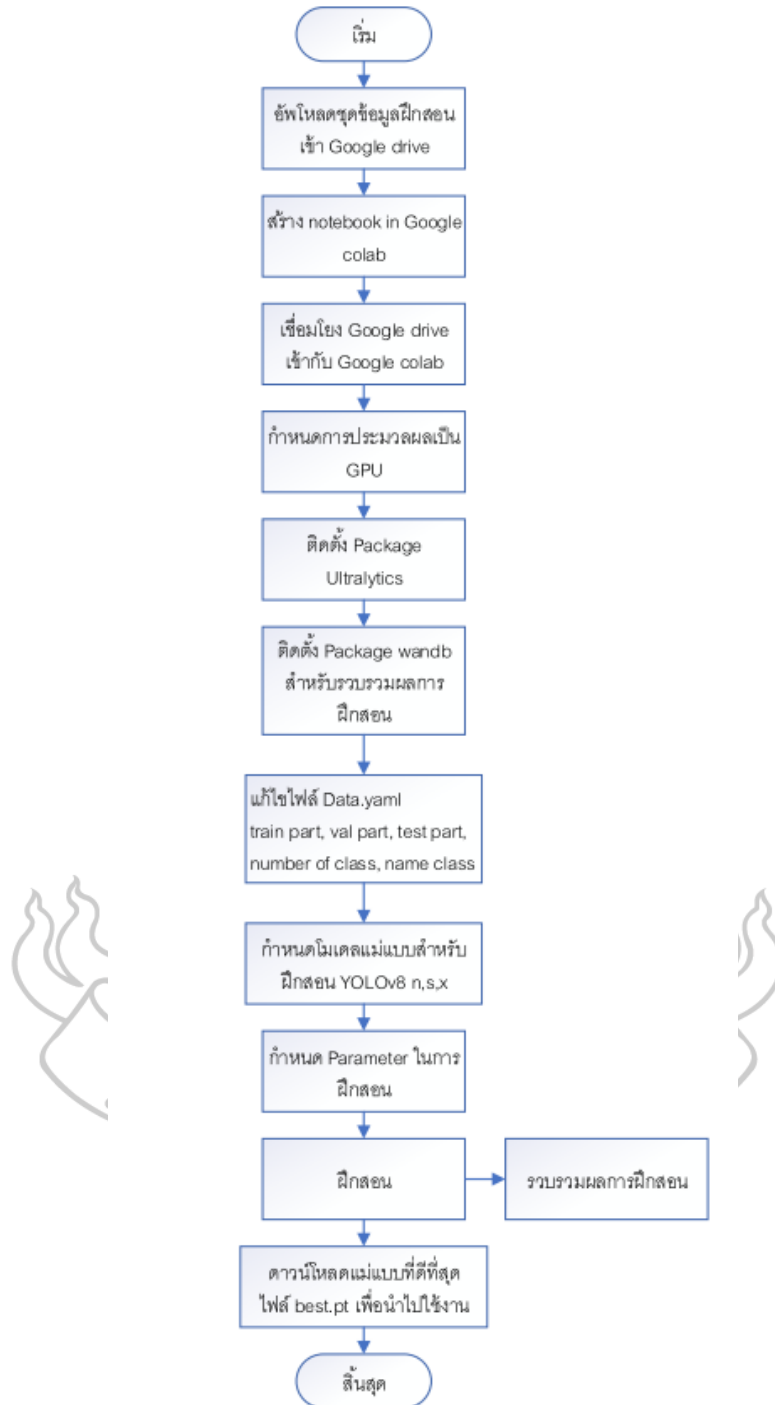 เริ่ม
อัพโหลดชุดข้อมูลฝึกสอน
เข้า Google drive
สร้าง notebook in Google
colab
เชื่อมโยง Google drive
เข้ากับ Google colab
กำหนดการประมวลผลเป็น
GPU
ติดตั้ง Package
Ultralytics
ติดตั้ง Package wandb
สำหรับรวบรวมผลการ
ฝึกสอน
แก้ไขไฟล์ Data.yaml
train part, val part, test part,
number of class, name class
กำหนดโมเดลแม่แบบสำหรับ
ฝึกสอน YOLOv8 n,s,x
กำหนด Parameter ในการ
ฝึกสอน
ฝึกสอน
รวบรวมผลการฝึกสอน
ดาวน์โหลดแม่แบบที่ดีที่สุด
ไฟล์ best.pt เพื่อนำไปใช้งาน
สิ้นสุด